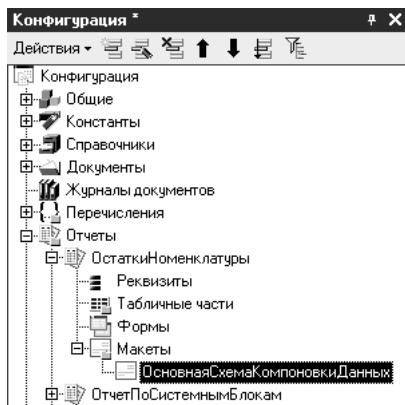 Конфигурация *
Действия
Конфигурация
Общие
Константы
Справочники
Документы
Журналы документов
Перечисления
Отчеты
ОстаткиНоменклатуры
Реквизиты
Табличные части
Формы
Макеты
ОсновнаяСхемаКомпоновкиДанных
ОтчетПоСистемнымБлокам